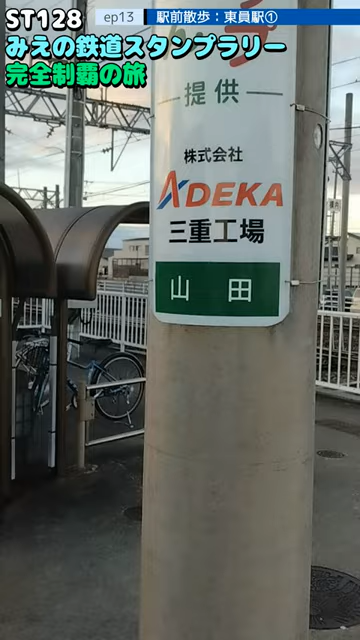 ST128
ep13
駅前散歩：東員駅①
みえの鉄道スタンプラリー
完全制覇の旅
提供
株式会社
ADEKA
三重工場
山田